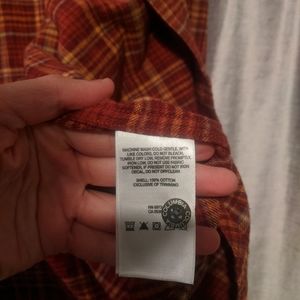 MACHINE WASH COLD GENTLE, WITH
LIKE COLORS, DO NOT BLEACH,
TUMBLE DRY LOW, REMOVE PROMPTLY,
IRON LOW, DO NOT USE FABRIC
SOFTENER, IF PRESENT DO NOT IRON
DECAL, DO NOT DRYCLEAN
SHELL: 100% COTTON
EXCLUSIVE OF TRIMMING
RN
CA
COLUMBIA